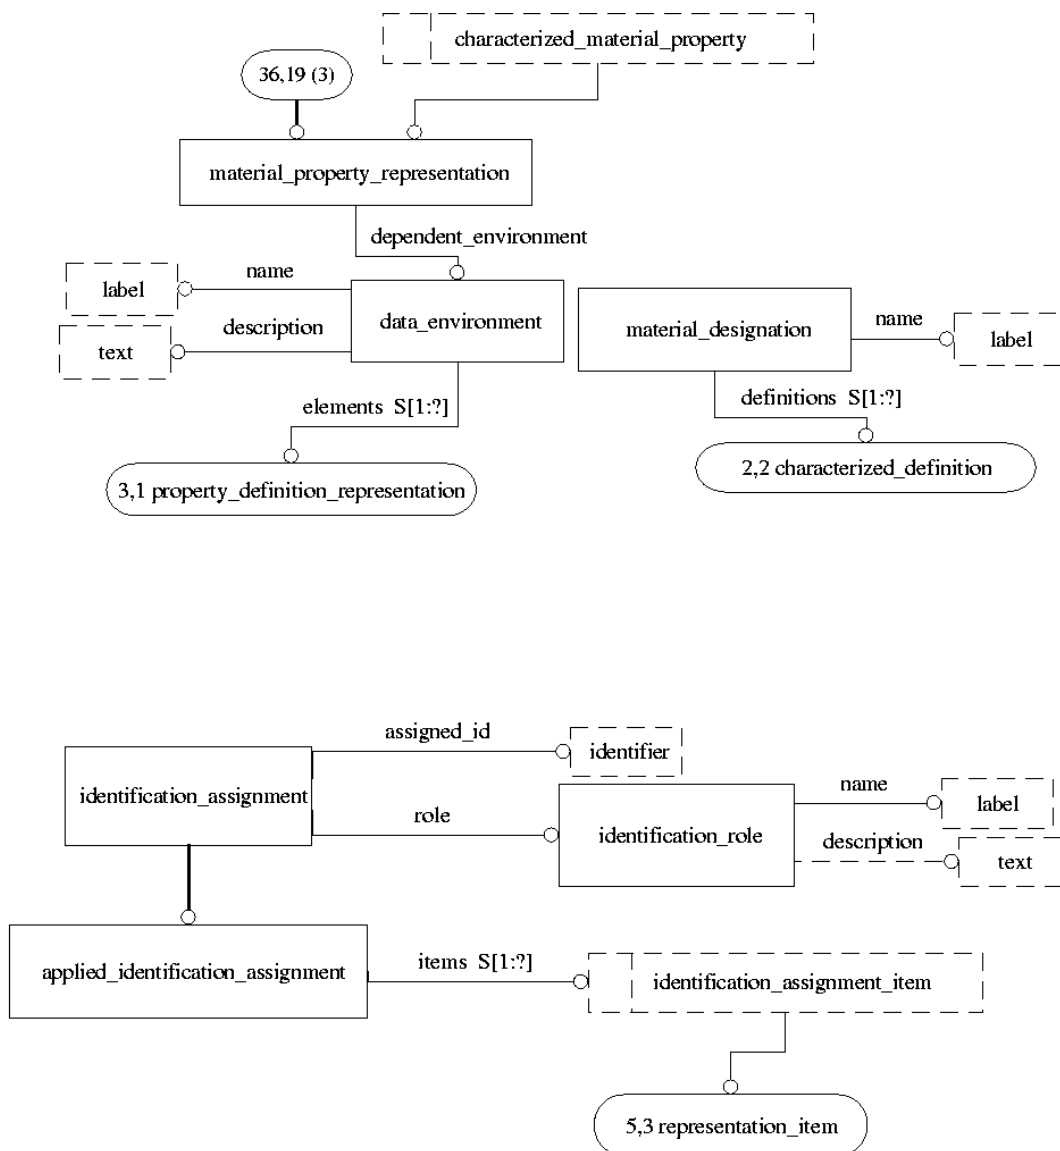 characterized_material_property
36,19 (3)
material_property_representation
dependent_environment
name
label
data_environment
description
text
material_designation
name
label
elements S[1:?]
definitions S[1:?]
3,1 property_definition_representation
2,2 characterized_definition
assigned_id
identifier
identification_assignment
role
identification_role
name
label
description
text
applied_identification_assignment
items S[1:?]
identification_assignment_item
5,3 representation_item